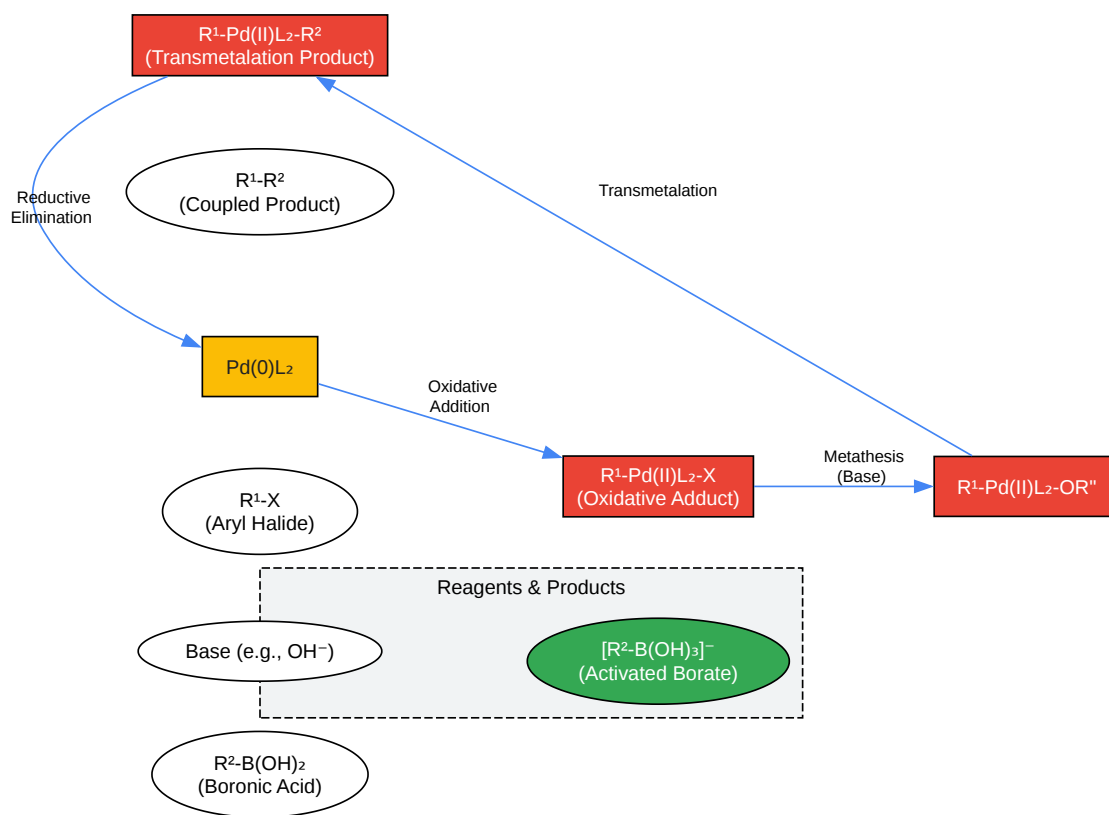 R¹-Pd(II)L₂-R²
(Transmetalation Product)
R¹-R²
(Coupled Product)
Reductive
Elimination
Transmetalation
Pd(0)L₂
Oxidative
Addition
R¹-Pd(II)L₂-X
(Oxidative Adduct)
Metathesis
(Base)
R¹-Pd(II)L₂-OR"
R¹-X
(Aryl Halide)
Reagents & Products
Base (e.g., OH⁻)
[R²-B(OH)₃]⁻
(Activated Borate)
R²-B(OH)₂
(Boronic Acid)